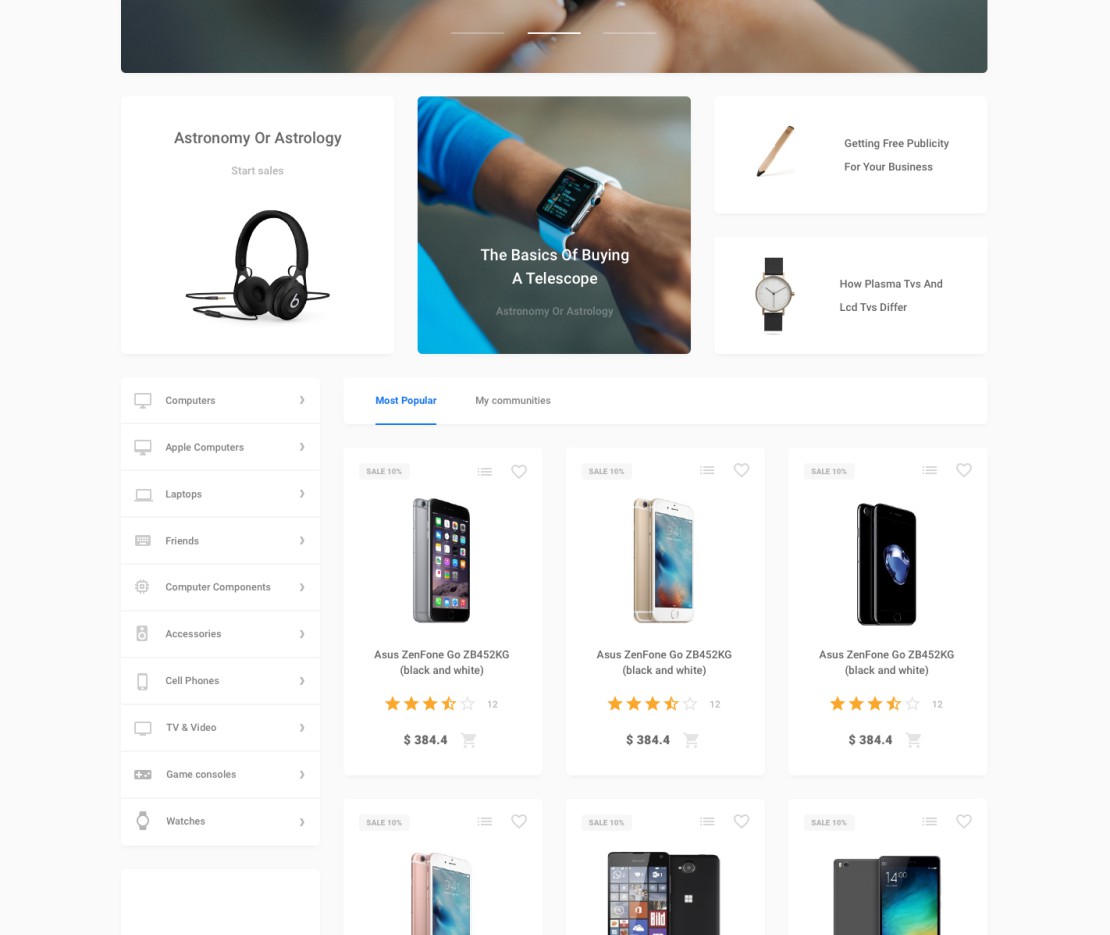 Astronomy Or Astrology
Start sales
The Basics Of Buying
A Telescope
Astronomy Or Astrology
Getting Free Publicity
For Your Business
How Plasma Tvs And
Lcd Tvs Differ
Computers
Apple Computers
Laptops
Friends
Computer Components
Accessories
Cell Phones
TV & Video
Game consoles
Watches
Most Popular
My communities
SALE 10%
Asus ZenFone Go ZB452KG
(black and white)
12
$ 384.4
SALE 10%
Asus ZenFone Go ZB452KG
(black and white)
12
$ 384.4
SALE 10%
Asus ZenFone Go ZB452KG
(black and white)
12
$ 384.4
SALE 10%
SALE 10%
Bild
SALE 10%
14:00